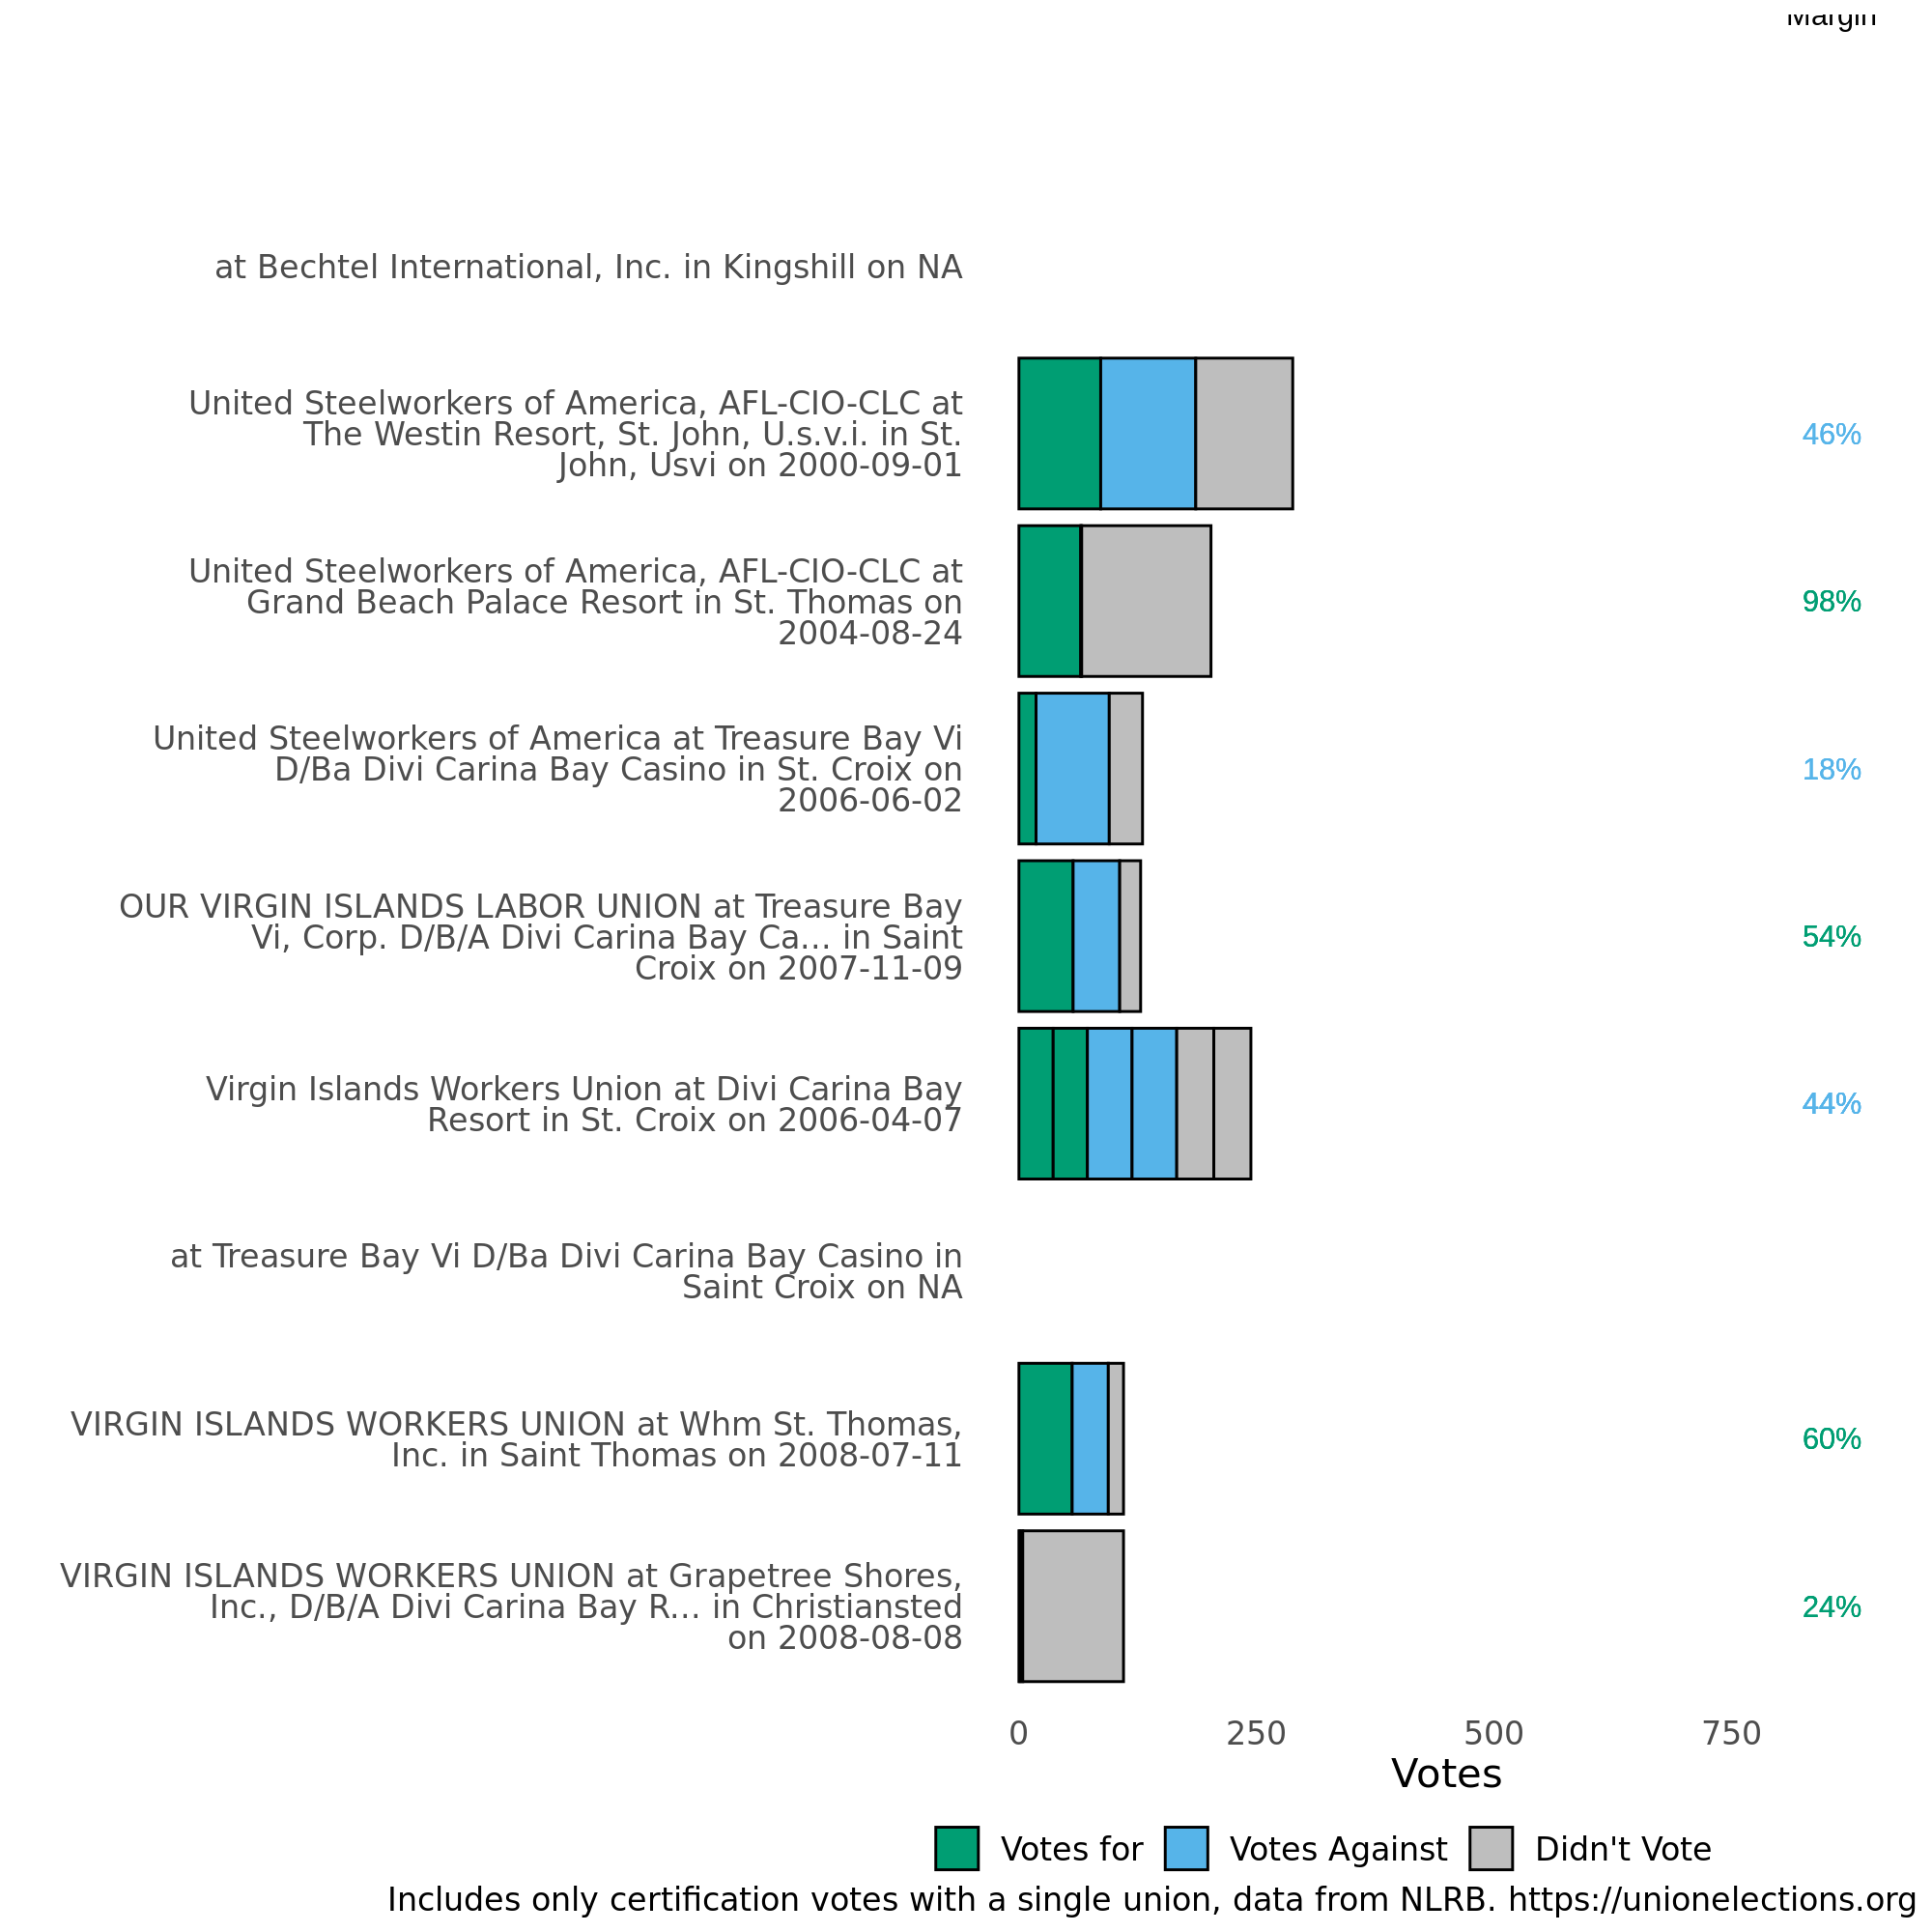 Margin
at Bechtel International, Inc. in Kingshill on NA
United Steelworkers of America, AFL-CIO-CLC at
The Westin Resort, St. John, U.s.v.i. in St.
John, Usvi on 2000-09-01
46%
United Steelworkers of America, AFL-CIO-CLC at
Grand Beach Palace Resort in St. Thomas on
2004-08-24
98%
United Steelworkers of America at Treasure Bay Vi
D/Ba Divi Carina Bay Casino in St. Croix on
2006-06-02
18%
OUR VIRGIN ISLANDS LABOR UNION at Treasure Bay
Vi, Corp. D/B/A Divi Carina Bay Ca... in Saint
Croix on 2007-11-09
54%
Virgin Islands Workers Union at Divi Carina Bay
Resort in St. Croix on 2006-04-07
44%
at Treasure Bay Vi D/Ba Divi Carina Bay Casino in
Saint Croix on NA
VIRGIN ISLANDS WORKERS UNION at Whm St. Thomas,
Inc. in Saint Thomas on 2008-07-11
60%
VIRGIN ISLANDS WORKERS UNION at Grapetree Shores,
Inc., D/B/A Divi Carina Bay R... in Christiansted
on 2008-08-08
24%
0 250 500 750
Votes
Votes for Votes Against Didn't Vote
Includes only certification votes with a single union, data from NLRB. https://unionelections.org